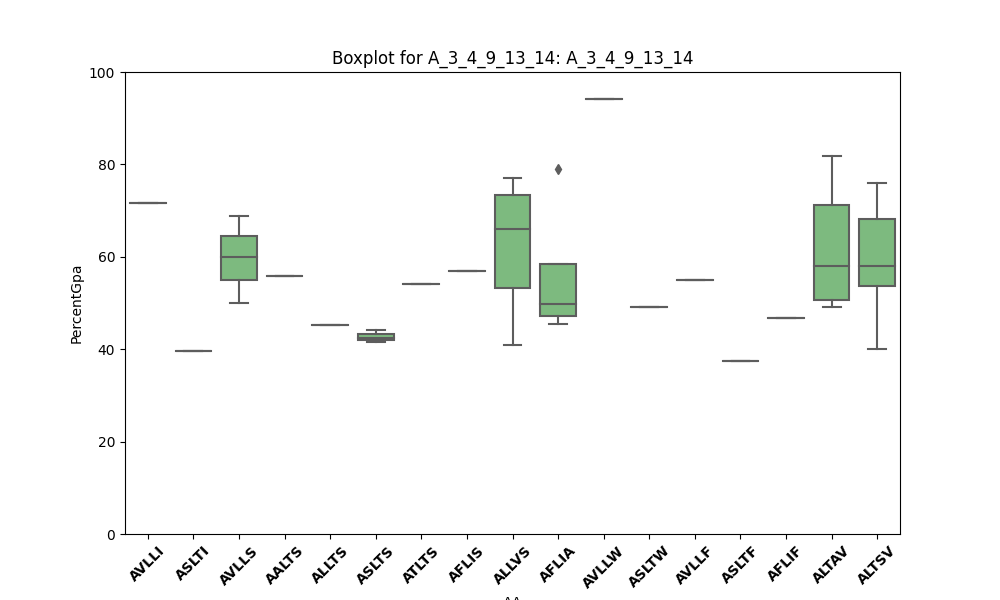 Boxplot for A_3_4_9_13_14: A_3_4_9_13_14
100
80
60
40
20
0
PercentGpa
AVLLI
ASLTI
AVLLS
AALTS
ALLTS
ASLTS
ATLTS
AFLIS
ALLVS
AFLIA
AVLLW
ASLTW
AVLLF
ASLTF
AFLIF
ALTAV
ALTSV